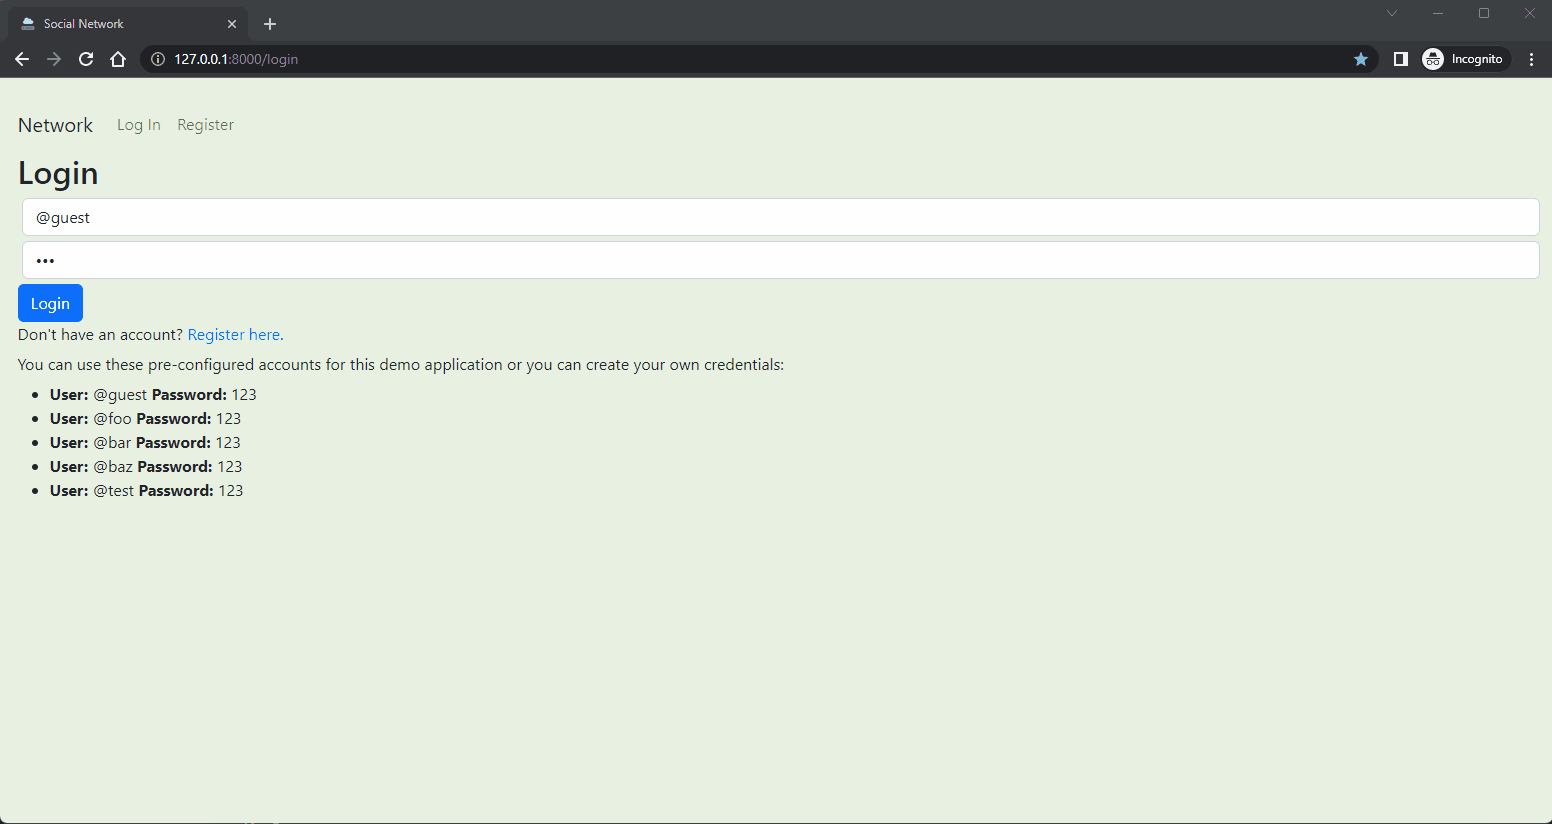 Social Network
127.0.0.1:8000/login
Incognito
Network Log In Register
Login
@guest
•••
Login
Don't have an account? Register here.
You can use these pre-configured accounts for this demo application or you can create your own credentials:
• User: @guest Password: 123
• User: @foo Password: 123
• User: @bar Password: 123
• User: @baz Password: 123
• User: @test Password: 123